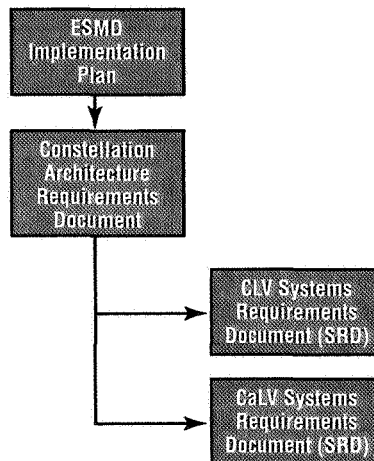 ESMD
Implementation
Plan
Constellation
Architecture
Requirements
Document
CLV Systems
Requirements
Document (SRD)
CaLV Systems
Requirements
Document (SRD)